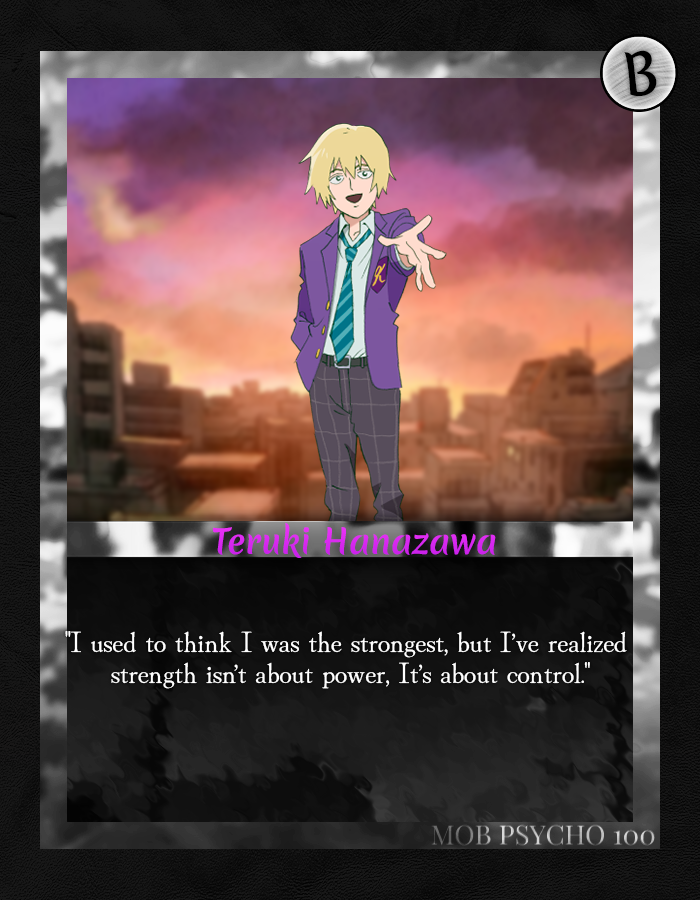 B
Teruki Hanazawa
"I used to think I was the strongest, but I've realized
strength isn't about power, It's about control."
MOB PSYCHO 100